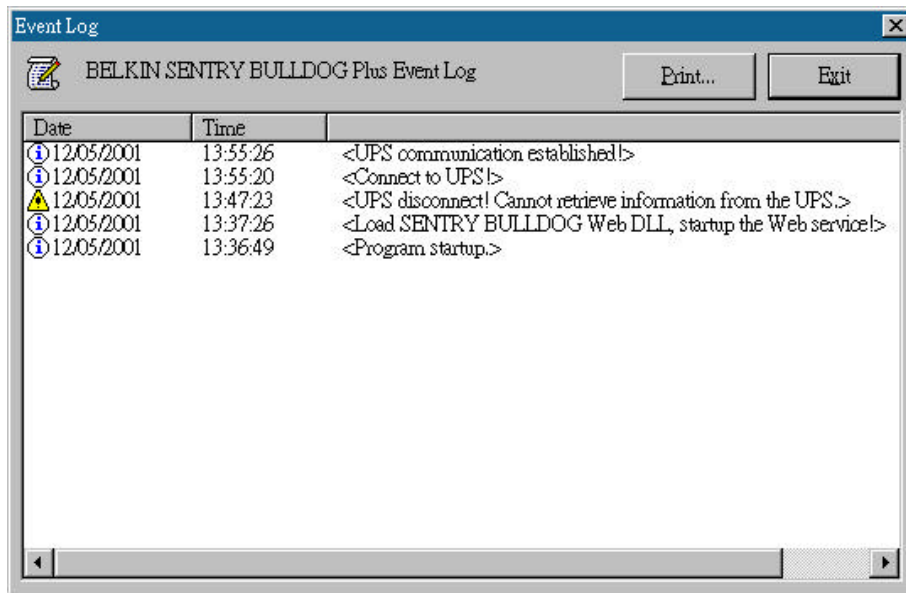 Event Log
BELKIN SENTRY BULLDOG Plus Event Log
Print...
Exit
Date Time
12/05/2001 13:55:26 <UPS communication established!>
12/05/2001 13:55:20 <Connect to UPS!>
12/05/2001 13:47:23 <UPS disconnect! Cannot retrieve information from the UPS.>
12/05/2001 13:37:26 <Load SENTRY BULLDOG Web DLL, startup the Web service!>
12/05/2001 13:36:49 <Program startup.>